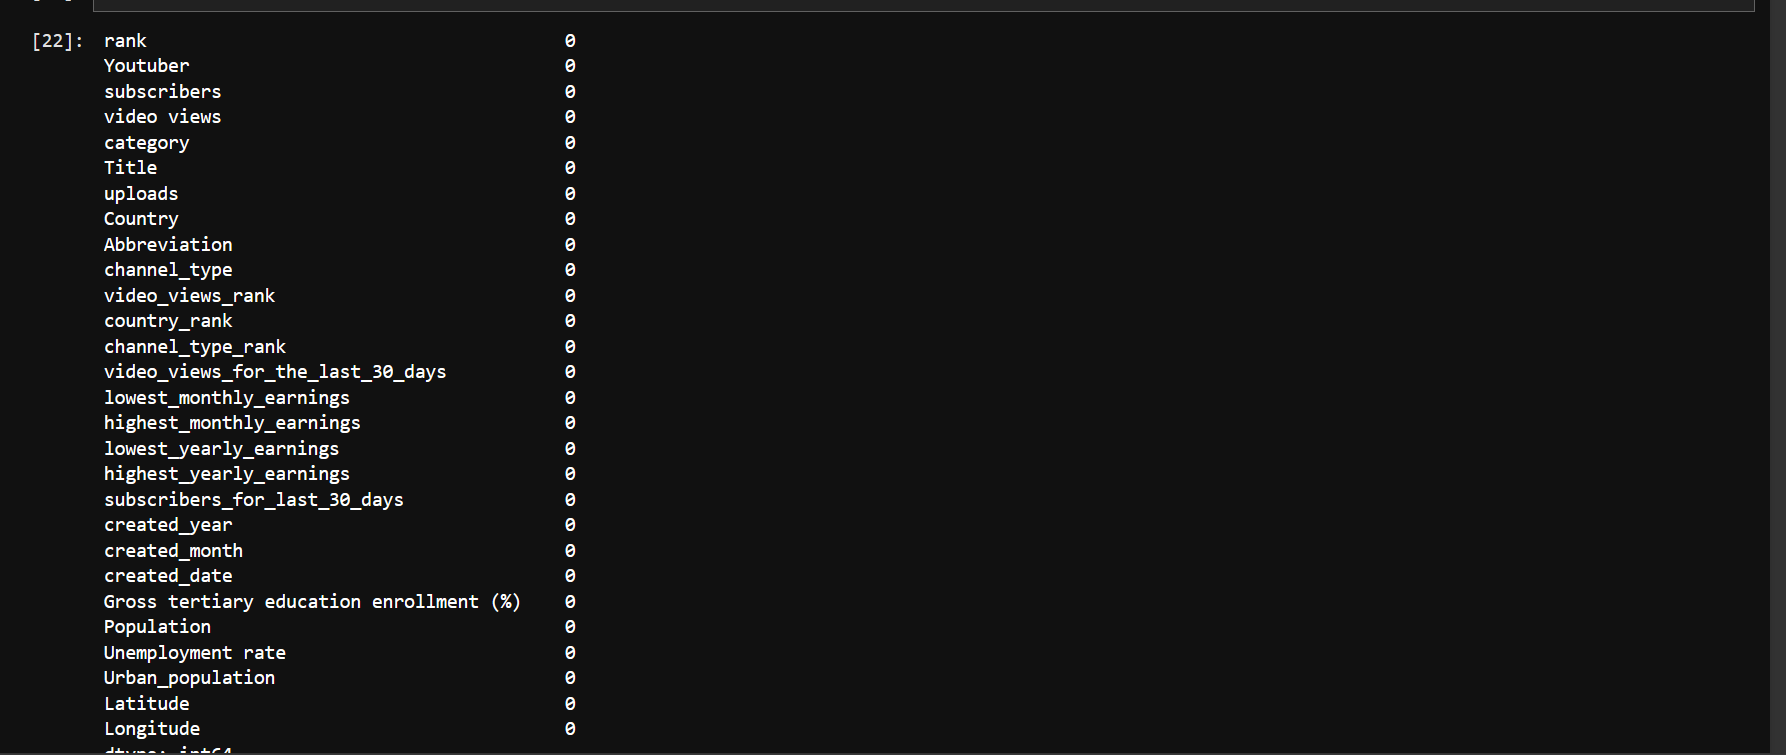 [22]: rank 0
Youtuber 0
subscribers 0
video views 0
category 0
Title 0
uploads 0
Country 0
Abbreviation 0
channel_type 0
video_views_rank 0
country_rank 0
channel_type_rank 0
video_views_for_the_last_30_days 0
lowest_monthly_earnings 0
highest_monthly_earnings 0
lowest_yearly_earnings 0
highest_yearly_earnings 0
subscribers_for_last_30_days 0
created_year 0
created_month 0
created_date 0
Gross tertiary education enrollment (%) 0
Population 0
Unemployment rate 0
Urban_population 0
Latitude 0
Longitude 0
dtype: int64